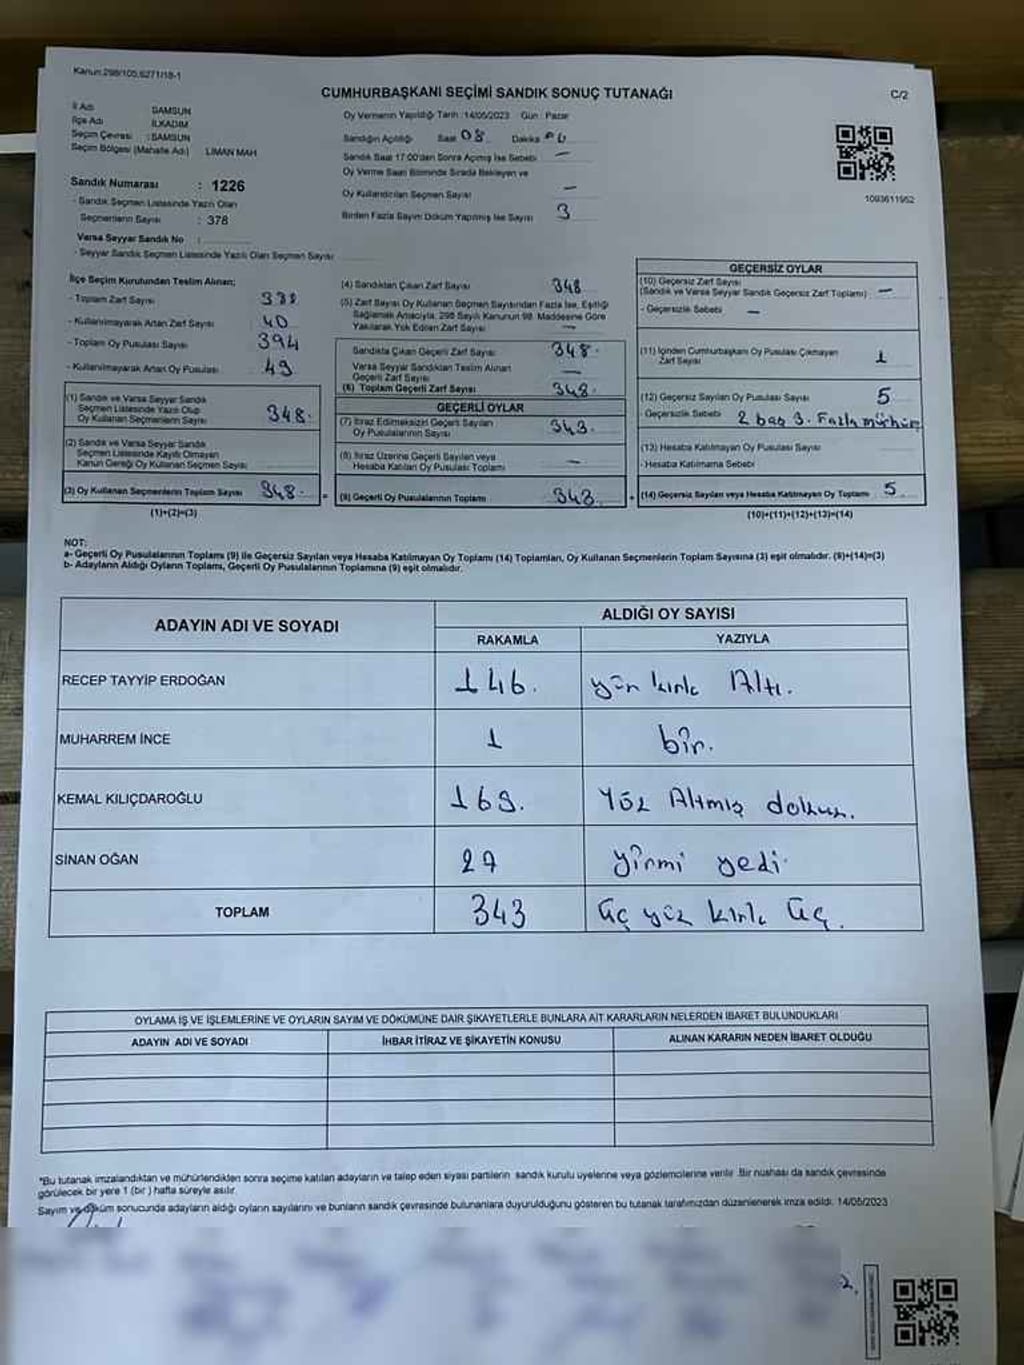 Kanun:298/105,6271/18-1
CUMHURBAŞKANI SEÇİMİ SANDIK SONUÇ TUTANAĞI
C/2
İl Adı SAMSUN
İlçe Adı İLKADIM
Seçim Çevresi : SAMSUN
Seçim Bölgesi (Mahalle Adı) LİMAN MAH
Sandık Numarası : 1226
- Sandık Seçmen Listesinde Yazılı Olan
Seçmenlerin Sayısı : 378
Varsa Seyyar Sandık No :
- Seyyar Sandık Seçmen Listesinde Yazılı Olan Seçmen Sayısı
Oy Vermenin Yapıldığı Tarih :14/05/2023 Gün : Pazar
Sandığın Açıldığı Saat 08 Dakika
Sandık Saat 17:00'den Sonra Açılmış İse Sebebi —
Oy Verme Saati Bitiminde Sırada Bekleyen ve
Oy Kullandırılan Seçmen Sayısı —
Birden Fazla Sayım Döküm Yapılmış İse Sayısı 3
1093611952
İlçe Seçim Kurulundan Teslim Alınan;
- Toplam Zarf Sayısı
- Kullanılmayarak Artan Zarf Sayısı 40
- Toplam Oy Pusulası Sayısı 394
- Kullanılmayarak Artan Oy Pusulası 49
(1) Sandık ve Varsa Seyyar Sandık
Seçmen Listesinde Yazılı Olup
Oy Kullanan Seçmenlerin Sayısı 348.
(2) Sandık ve Varsa Seyyar Sandık
Seçmen Listesinde Kayıtlı Olmayan
Kanun Gereği Oy Kullanan Seçmen Sayısı
(3) Oy Kullanan Seçmenlerin Toplam Sayısı 348.
(1)+(2)=(3)
(4) Sandıktan Çıkan Zarf Sayısı 348
(5) Zarf Sayısı Oy Kullanan Seçmen Sayısından Fazla İse, Eşitliği
Sağlamak Amacıyla; 298 Sayılı Kanunun 98. Maddesine Göre
Yakılarak Yok Edilen Zarf Sayısı —
Sandıkta Çıkan Geçerli Zarf Sayısı 348.
Varsa Seyyar Sandıktan Teslim Alınan
Geçerli Zarf Sayısı —
(6) Toplam Geçerli Zarf Sayısı 348.
GEÇERLİ OYLAR
(7) İtiraz Edilmeksizin Geçerli Sayılan
Oy Pusulalarının Sayısı 343.
(8) İtiraz Üzerine Geçerli Sayılan veya
Hesaba Katılan Oy Pusulası Toplamı —
(9) Geçerli Oy Pusulalarının Toplamı 343.
GEÇERSİZ OYLAR
(10) Geçersiz Zarf Sayısı
(Sandık ve Varsa Seyyar Sandık Geçersiz Zarf Toplamı) —
- Geçersizlik Sebebi —
(11) İçinden Cumhurbaşkanı Oy Pusulası Çıkmayan
Zarf Sayısı 1
(12) Geçersiz Sayılan Oy Pusulası Sayısı 5
- Geçersizlik Sebebi 2 boş 3. Fazla mühür
(13) Hesaba Katılmayan Oy Pusulası Sayısı
- Hesaba Katılmama Sebebi
(14) Geçersiz Sayılan veya Hesaba Katılmayan Oy Toplamı 5
(10)+(11)+(12)+(13)=(14)
NOT:
a- Geçerli Oy Pusulalarının Toplamı (9) ile Geçersiz Sayılan veya Hesaba Katılmayan Oy Toplamı (14) Toplamları, Oy Kullanan Seçmenlerin Toplam Sayısına (3) eşit olmalıdır. (9)+(14)=(3)
b- Adayların Aldığı Oyların Toplamı, Geçerli Oy Pusulalarının Toplamına (9) eşit olmalıdır.
ADAYIN ADI VE SOYADI
ALDIĞI OY SAYISI
RAKAMLA YAZIYLA
RECEP TAYYİP ERDOĞAN 146. yüz kırk Altı.
MUHARREM İNCE 1 bir.
KEMAL KILIÇDAROĞLU 169. Yüz Altmış dokuz.
SİNAN OĞAN 27 yirmi yedi
TOPLAM 343 üç yüz kırk üç.
OYLAMA İŞ VE İŞLEMLERİNE VE OYLARIN SAYIM VE DÖKÜMÜNE DAİR ŞİKAYETLERLE BUNLARA AİT KARARLARIN NELERDEN İBARET BULUNDUKLARI
ADAYIN ADI VE SOYADI İHBAR İTİRAZ VE ŞİKAYETİN KONUSU ALINAN KARARIN NEDEN İBARET OLDUĞU
*Bu tutanak imzalandıktan ve mühürlendikten sonra seçime katılan adayların ve talep eden siyasi partilerin sandık kurulu üyelerine veya gözlemcilerine verilir. Bir nüshası da sandık çevresinde
görülecek bir yere 1 (bir ) hafta süreyle asılır.
Sayım ve döküm sonucunda adayların aldığı oyların sayılarını ve bunların sandık çevresinde bulunanlara duyurulduğunu gösteren bu tutanak tarafımızdan düzenlenerek imza edildi. 14/05/2023